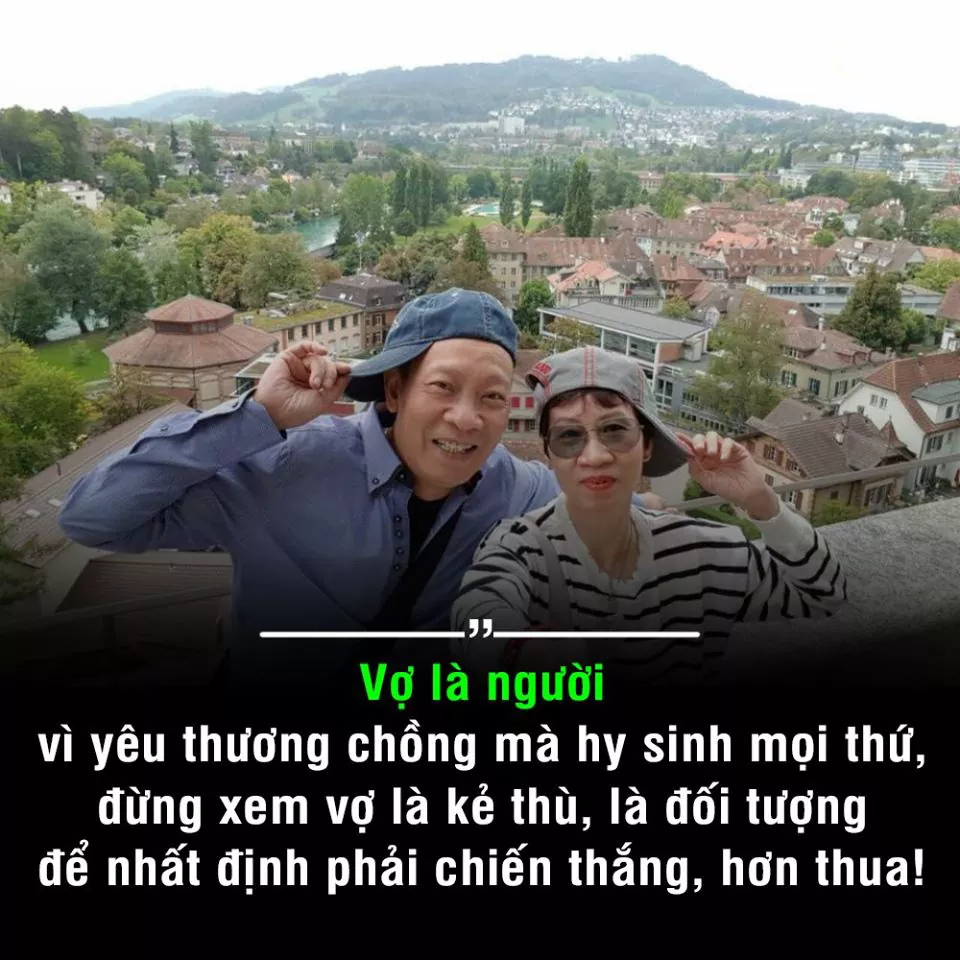 ”
Vợ là người
vì yêu thương chồng mà hy sinh mọi thứ,
đừng xem vợ là kẻ thù, là đối tượng
để nhất định phải chiến thắng, hơn thua!